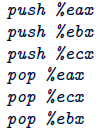 push %eax
push %ebx
push %ecx
pop %eax
pop %ecx
pop %ebx